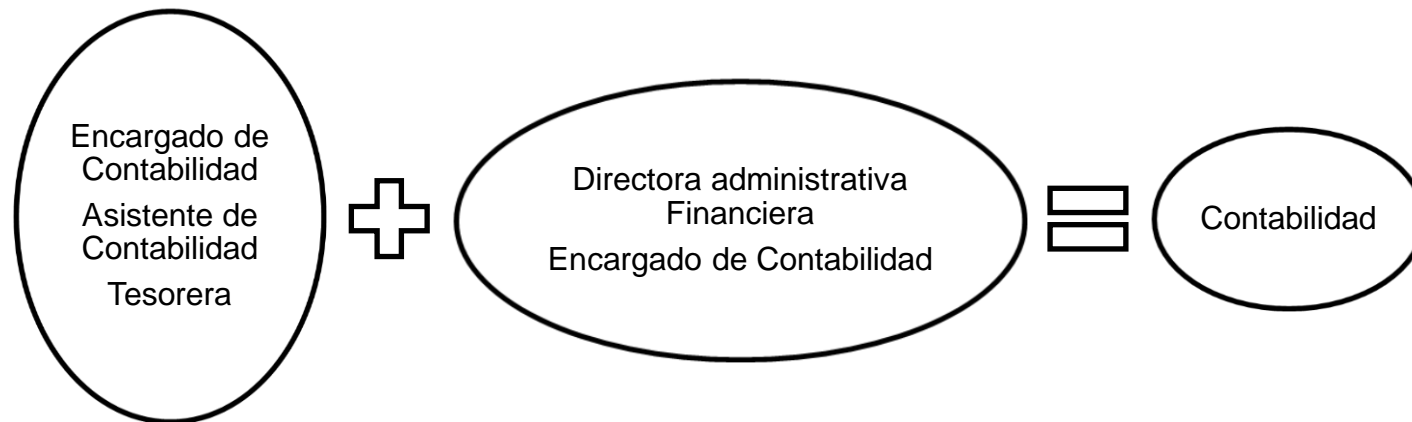 Encargado de
Contabilidad
Asistente de
Contabilidad
Tesorera
Directora administrativa
Financiera
Encargado de Contabilidad
Contabilidad